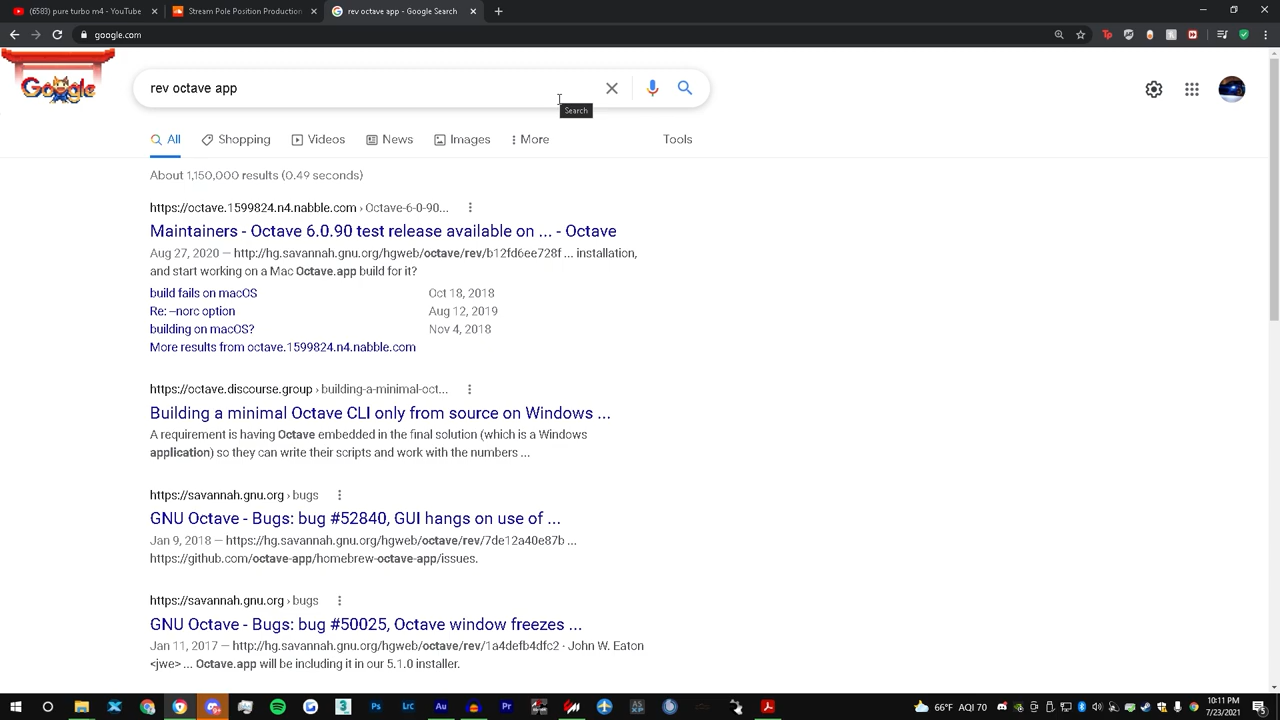 (6583) pure turbo m4 - YouTube
Stream Pole Position Production
rev octave app - Google Search
google.com
Google
rev octave app
Search
All
Shopping
Videos
News
Images
More
Tools
About 1,150,000 results (0.49 seconds)
https://octave.1599824.n4.nabble.com › Octave-6-0-90...
Maintainers - Octave 6.0.90 test release available on ... - Octave
Aug 27, 2020 — http://hg.savannah.gnu.org/hgweb/octave/rev/b12fd6ee728f ... installation,
and start working on a Mac Octave.app build for it?
build fails on macOS Oct 18, 2018
Re: –norc option Aug 12, 2019
building on macOS? Nov 4, 2018
More results from octave.1599824.n4.nabble.com
https://octave.discourse.group › building-a-minimal-oct...
Building a minimal Octave CLI only from source on Windows ...
A requirement is having Octave embedded in the final solution (which is a Windows
application) so they can write their scripts and work with the numbers ...
https://savannah.gnu.org › bugs
GNU Octave - Bugs: bug #52840, GUI hangs on use of ...
Jan 9, 2018 — https://hg.savannah.gnu.org/hgweb/octave/rev/7de12a40e87b ...
https://github.com/octave-app/homebrew-octave-app/issues.
https://savannah.gnu.org › bugs
GNU Octave - Bugs: bug #50025, Octave window freezes ...
Jan 11, 2017 — http://hg.savannah.gnu.org/hgweb/octave/rev/1a4defb4dfc2 · John W. Eaton
<jwe> ... Octave.app will be including it in our 5.1.0 installer.
Ps
Lrc
Au
Pr
66°F AQI 70
10:11 PM
7/23/2021